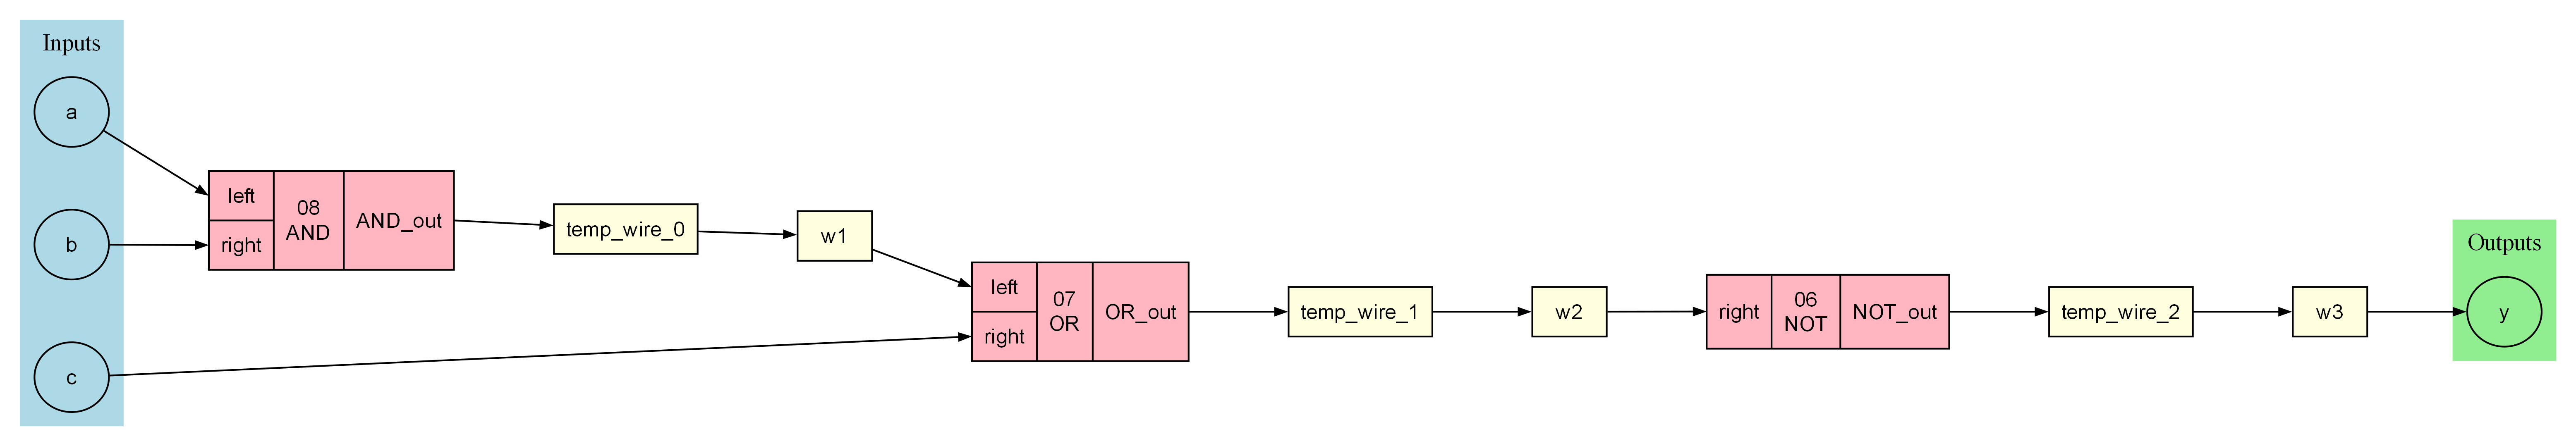 Inputs
a
b
c
left
right
08
AND
AND_out
temp_wire_0
w1
left
right
07
OR
OR_out
temp_wire_1
w2
right
06
NOT
NOT_out
temp_wire_2
w3
Outputs
y